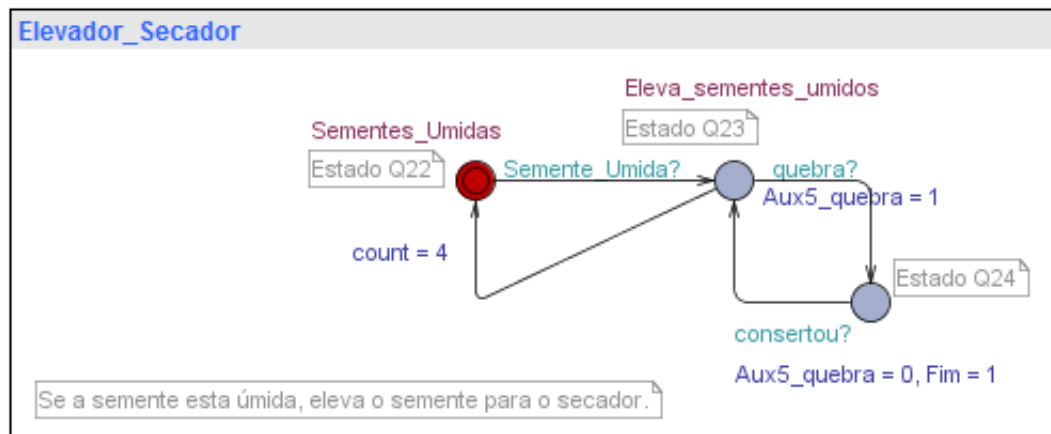 Elevador_Secador
Eleva_sementes_umidos
Sementes_Umidas
Estado Q23
Estado Q22
Semente_Umida?
quebra?
Aux5_quebra = 1
count = 4
Estado Q24
consertou?
Aux5_quebra = 0, Fim = 1
Se a semente esta úmida, eleva o semente para o secador.